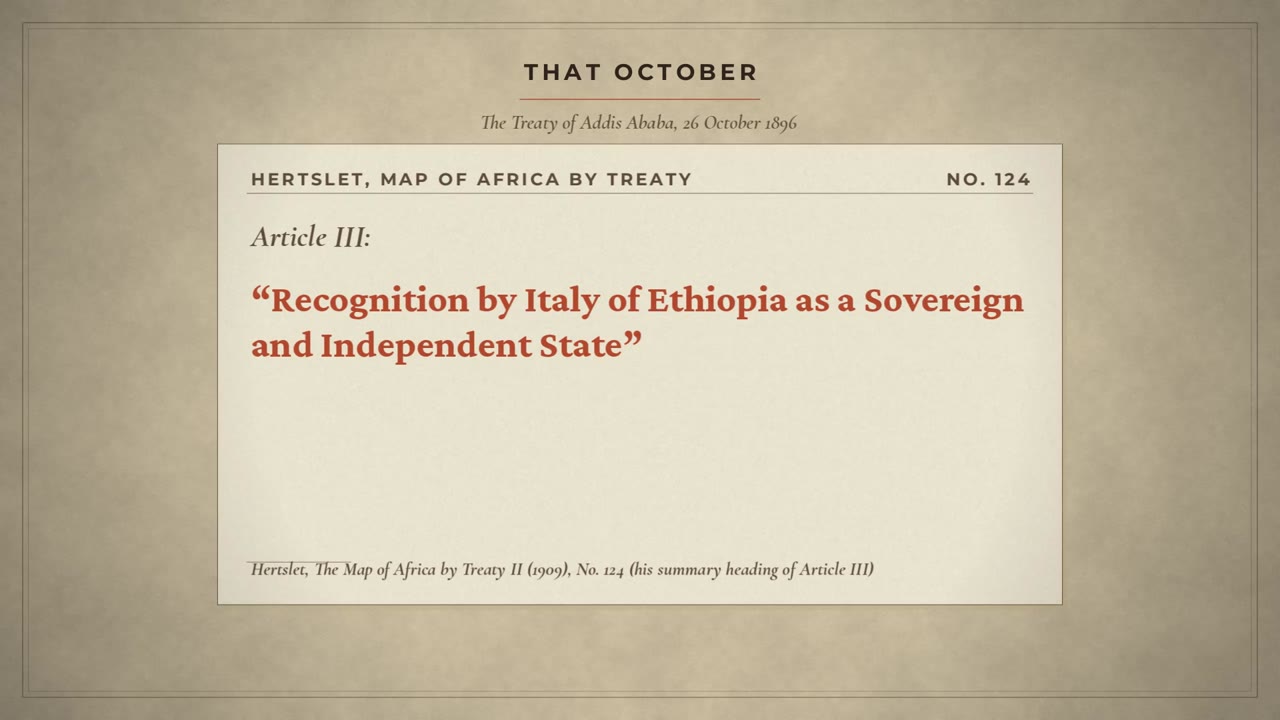 THAT OCTOBER
The Treaty of Addis Ababa, 26 October 1896
HERTSLET, MAP OF AFRICA BY TREATY NO. 124
Article III:
“Recognition by Italy of Ethiopia as a Sovereign
and Independent State”
Hertslet, The Map of Africa by Treaty II (1909), No. 124 (his summary heading of Article III)